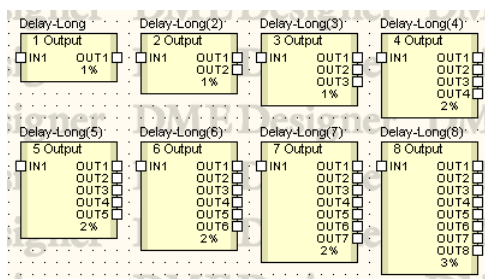 Delay-Long
1 Output
IN1 OUT1
1%
Delay-Long(2)
2 Output
IN1 OUT1
OUT2
1%
Delay-Long(3)
3 Output
IN1 OUT1
OUT2
OUT3
1%
Delay-Long(4)
4 Output
IN1 OUT1
OUT2
OUT3
OUT4
2%
Delay-Long(5)
5 Output
IN1 OUT1
OUT2
OUT3
OUT4
OUT5
2%
Delay-Long(6)
6 Output
IN1 OUT1
OUT2
OUT3
OUT4
OUT5
OUT6
2%
Delay-Long(7)
7 Output
IN1 OUT1
OUT2
OUT3
OUT4
OUT5
OUT6
OUT7
2%
Delay-Long(8)
8 Output
IN1 OUT1
OUT2
OUT3
OUT4
OUT5
OUT6
OUT7
OUT8
3%
DME Designer